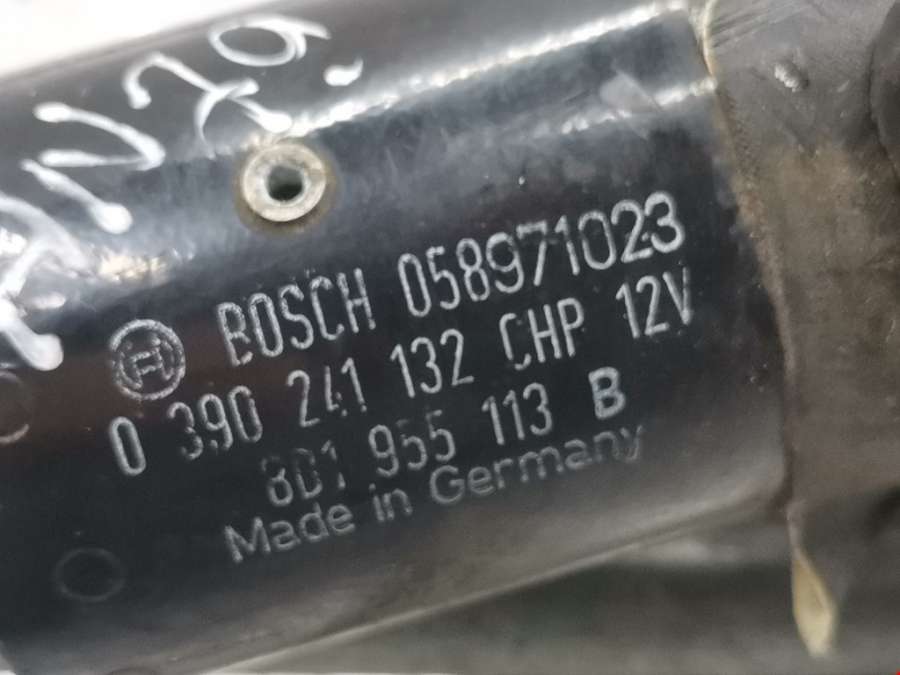 BOSCH 058971023
0 390 241 132 CHP 12V
8D1 955 113 B
Made in Germany